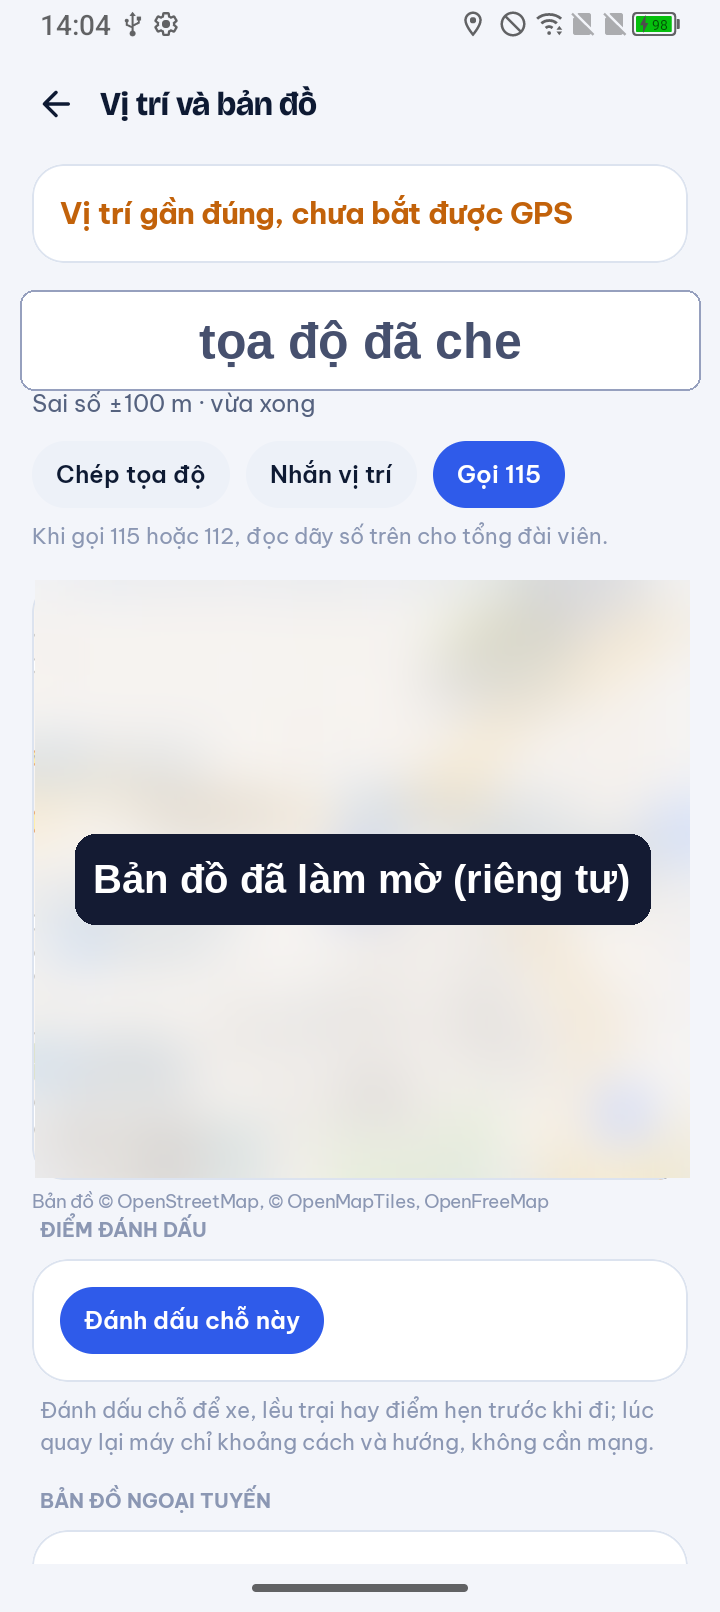 14:04
98
Vị trí và bản đồ
Vị trí gần đúng, chưa bắt được GPS
tọa độ đã che
Sai số ±100 m · vừa xong
Chép tọa độ
Nhắn vị trí
Gọi 115
Khi gọi 115 hoặc 112, đọc dãy số trên cho tổng đài viên.
Bản đồ đã làm mờ (riêng tư)
Bản đồ © OpenStreetMap, © OpenMapTiles, OpenFreeMap
ĐIỂM ĐÁNH DẤU
Đánh dấu chỗ này
Đánh dấu chỗ để xe, lều trại hay điểm hẹn trước khi đi; lúc
quay lại máy chỉ khoảng cách và hướng, không cần mạng.
BẢN ĐỒ NGOẠI TUYẾN